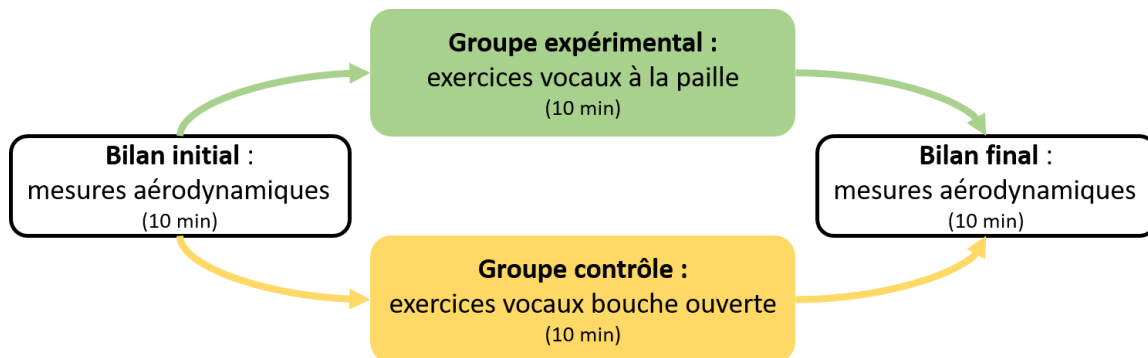 Groupe expérimental :
exercices vocaux à la paille
(10 min)
Bilan initial :
mesures aérodynamiques
(10 min)
Bilan final :
mesures aérodynamiques
(10 min)
Groupe contrôle :
exercices vocaux bouche ouverte
(10 min)